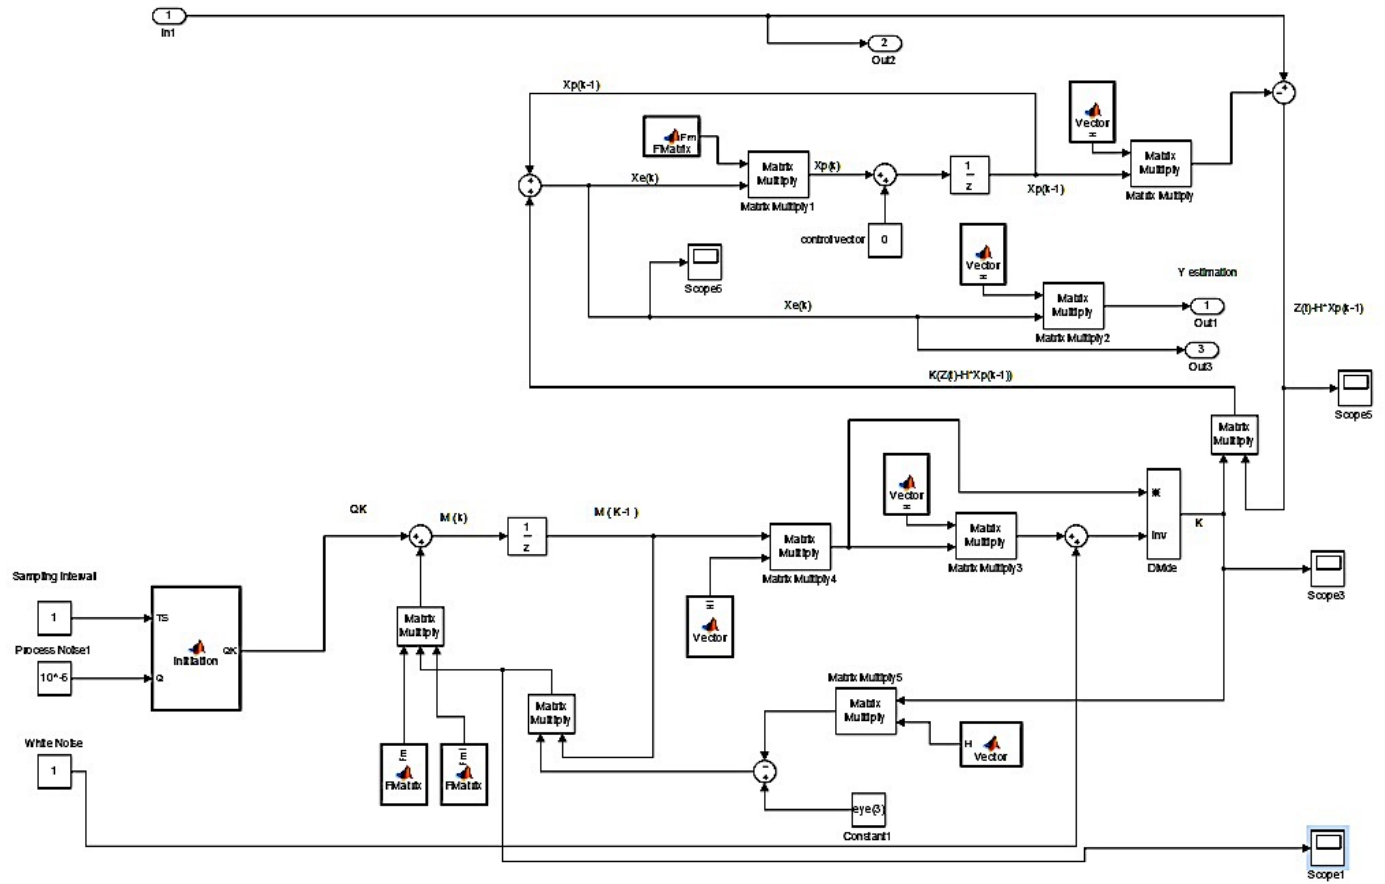 1
In1
2
Out2
Xp(k-1)
Fm
FMatrix
Vector
H
Matrix
Multiply
Matrix Multiply
Matrix
Multiply
Matrix Multiply1
Xe(k)
Xp(k)
1
z
Xp(k-1)
control vector
0
Scope6
Vector
H
Y estimation
Xe(k)
Matrix
Multiply
Matrix Multiply2
1
Out1
Z(t)-H*Xp(k-1)
3
Out3
K(Z(t)-H*Xp(k-1))
Scope5
Matrix
Multiply
Vector
H
QK
M (k)
1
z
M ( K-1 )
Matrix
Multiply
Matrix Multiply4
Matrix
Multiply
Matrix Multiply3
Inv
Divide
K
Scope3
Sampling Interval
1
TS
Process Noise1
10^-6
Q
QK
Initiation
Matrix
Multiply
H
Vector
Matrix
Multiply
Matrix Multiply5
Matrix
Multiply
H
Vector
White Noise
1
Fm
FMatrix
Fm
FMatrix
eye(3)
Constant1
Scope1